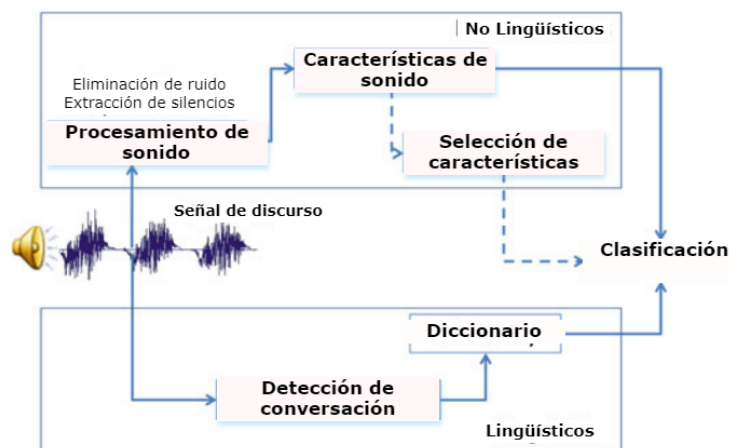 No Lingüísticos
Características de
sonido
Eliminación de ruido
Extracción de silencios
Procesamiento de
sonido
Selección de
características
Señal de discurso
Clasificación
Diccionario
Detección de
conversación
Lingüísticos